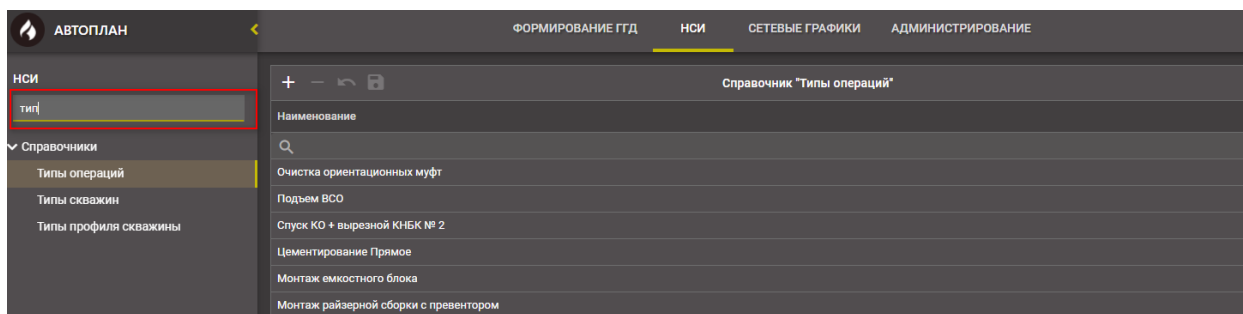 АВТОПЛАН
ФОРМИРОВАНИЕ ГГД НСИ СЕТЕВЫЕ ГРАФИКИ АДМИНИСТРИРОВАНИЕ
НСИ
тип
Справочники
Типы операций
Типы скважин
Типы профиля скважины
Справочник "Типы операций"
Наименование
Очистка ориентационных муфт
Подъем ВСО
Спуск КО + вырезной КНБК № 2
Цементирование Прямое
Монтаж емкостного блока
Монтаж райзерной сборки с превентором